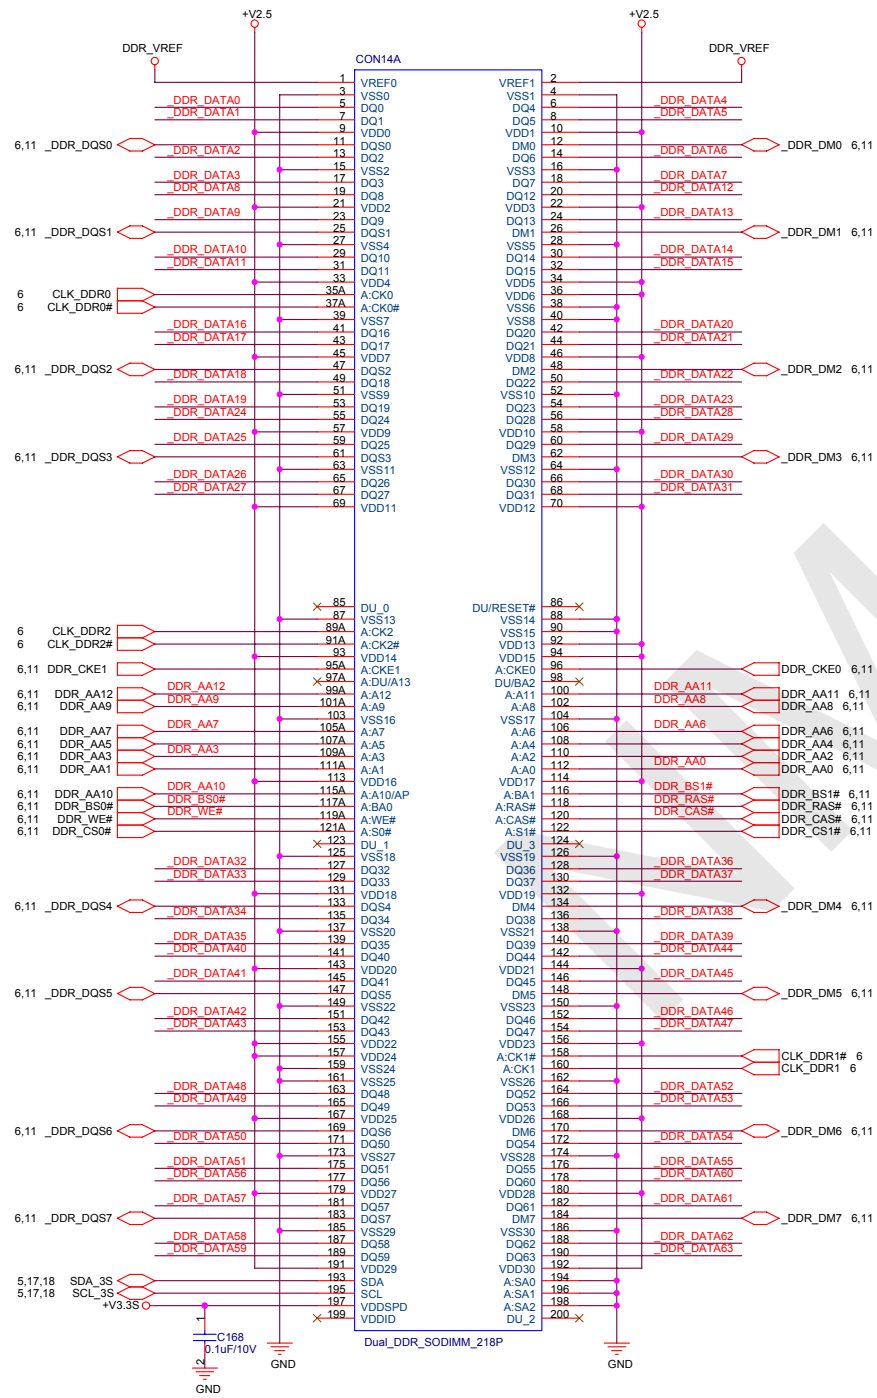 +V2.5 +V2.5
DDR_VREF DDR_VREF
CON14A
1 VREF0 VREF1 2
3 VSS0 VSS1 4
_DDR_DATA0 5 DQ0 DQ4 6 _DDR_DATA4
_DDR_DATA1 7 DQ1 DQ5 8 _DDR_DATA5
9 VDD0 VDD1 10
6,11 _DDR_DQS0 11 DQS0 DM0 12 _DDR_DM0 6,11
_DDR_DATA2 13 DQ2 DQ6 14 _DDR_DATA6
15 VSS2 VSS3 16
_DDR_DATA3 17 DQ3 DQ7 18 _DDR_DATA7
_DDR_DATA8 19 DQ8 DQ12 20 _DDR_DATA12
21 VDD2 VDD3 22
_DDR_DATA9 23 DQ9 DQ13 24 _DDR_DATA13
6,11 _DDR_DQS1 25 DQS1 DM1 26 _DDR_DM1 6,11
27 VSS4 VSS5 28
_DDR_DATA10 29 DQ10 DQ14 30 _DDR_DATA14
_DDR_DATA11 31 DQ11 DQ15 32 _DDR_DATA15
33 VDD4 VDD5 34
6 CLK_DDR0 35A A:CK0 VDD6 36
6 CLK_DDR0# 37A A:CK0# VSS6 38
39 VSS7 VSS8 40
_DDR_DATA16 41 DQ16 DQ20 42 _DDR_DATA20
_DDR_DATA17 43 DQ17 DQ21 44 _DDR_DATA21
45 VDD7 VDD8 46
6,11 _DDR_DQS2 47 DQS2 DM2 48 _DDR_DM2 6,11
_DDR_DATA18 49 DQ18 DQ22 50 _DDR_DATA22
51 VSS9 VSS10 52
_DDR_DATA19 53 DQ19 DQ23 54 _DDR_DATA23
_DDR_DATA24 55 DQ24 DQ28 56 _DDR_DATA28
57 VDD9 VDD10 58
_DDR_DATA25 59 DQ25 DQ29 60 _DDR_DATA29
6,11 _DDR_DQS3 61 DQS3 DM3 62 _DDR_DM3 6,11
63 VSS11 VSS12 64
_DDR_DATA26 65 DQ26 DQ30 66 _DDR_DATA30
_DDR_DATA27 67 DQ27 DQ31 68 _DDR_DATA31
69 VDD11 VDD12 70
85 DU_0 DU/RESET# 86
87 VSS13 VSS14 88
6 CLK_DDR2 89A A:CK2 VSS15 90
6 CLK_DDR2# 91A A:CK2# VDD13 92
93 VDD14 VDD15 94
6,11 DDR_CKE1 95A A:CKE1 A:CKE0 96 DDR_CKE0 6,11
97A A:DU/A13 DU/BA2 98
6,11 DDR_AA12 DDR_AA12 99A A:A12 A:A11 100 DDR_AA11 DDR_AA11 6,11
6,11 DDR_AA9 DDR_AA9 101A A:A9 A:A8 102 DDR_AA8 DDR_AA8 6,11
103 VSS16 VSS17 104
6,11 DDR_AA7 DDR_AA7 105A A:A7 A:A6 106 DDR_AA6 DDR_AA6 6,11
6,11 DDR_AA5 107A A:A5 A:A4 108 DDR_AA4 6,11
6,11 DDR_AA3 DDR_AA3 109A A:A3 A:A2 110 DDR_AA2 6,11
6,11 DDR_AA1 111A A:A1 A:A0 112 DDR_AA0 DDR_AA0 6,11
113 VDD16 VDD17 114
6,11 DDR_AA10 DDR_AA10 115A A:A10/AP A:BA1 116 DDR_BS1# DDR_BS1# 6,11
6,11 DDR_BS0# DDR_BS0# 117A A:BA0 A:RAS# 118 DDR_RAS# DDR_RAS# 6,11
6,11 DDR_WE# DDR_WE# 119A A:WE# A:CAS# 120 DDR_CAS# DDR_CAS# 6,11
6,11 DDR_CS0# 121A A:S0# A:S1# 122 DDR_CS1# 6,11
123 DU_1 DU_3 124
125 VSS18 VSS19 126
_DDR_DATA32 127 DQ32 DQ36 128 _DDR_DATA36
_DDR_DATA33 129 DQ33 DQ37 130 _DDR_DATA37
131 VDD18 VDD19 132
6,11 _DDR_DQS4 133 DQS4 DM4 134 _DDR_DM4 6,11
_DDR_DATA34 135 DQ34 DQ38 136 _DDR_DATA38
137 VSS20 VSS21 138
_DDR_DATA35 139 DQ35 DQ39 140 _DDR_DATA39
_DDR_DATA40 141 DQ40 DQ44 142 _DDR_DATA44
143 VDD20 VDD21 144
_DDR_DATA41 145 DQ41 DQ45 146 _DDR_DATA45
6,11 _DDR_DQS5 147 DQS5 DM5 148 _DDR_DM5 6,11
149 VSS22 VSS23 150
_DDR_DATA42 151 DQ42 DQ46 152 _DDR_DATA46
_DDR_DATA43 153 DQ43 DQ47 154 _DDR_DATA47
155 VDD22 VDD23 156
157 VDD24 A:CK1# 158 CLK_DDR1# 6
159 VSS24 A:CK1 160 CLK_DDR1 6
161 VSS25 VSS26 162
_DDR_DATA48 163 DQ48 DQ52 164 _DDR_DATA52
_DDR_DATA49 165 DQ49 DQ53 166 _DDR_DATA53
167 VDD25 VDD26 168
6,11 _DDR_DQS6 169 DQS6 DM6 170 _DDR_DM6 6,11
_DDR_DATA50 171 DQ50 DQ54 172 _DDR_DATA54
173 VSS27 VSS28 174
_DDR_DATA51 175 DQ51 DQ55 176 _DDR_DATA55
_DDR_DATA56 177 DQ56 DQ60 178 _DDR_DATA60
179 VDD27 VDD28 180
_DDR_DATA57 181 DQ57 DQ61 182 _DDR_DATA61
6,11 _DDR_DQS7 183 DQS7 DM7 184 _DDR_DM7 6,11
185 VSS29 VSS30 186
_DDR_DATA58 187 DQ58 DQ62 188 _DDR_DATA62
_DDR_DATA59 189 DQ59 DQ63 190 _DDR_DATA63
191 VDD29 VDD30 192
5,17,18 SDA_3S 193 SDA A:SA0 194
5,17,18 SCL_3S 195 SCL A:SA1 196
+V3.3S 197 VDDSPD A:SA2 198
199 VDDID DU_2 200
1
C168
0.1uF/10V
2
Dual_DDR_SODIMM_218P
GND GND
GND